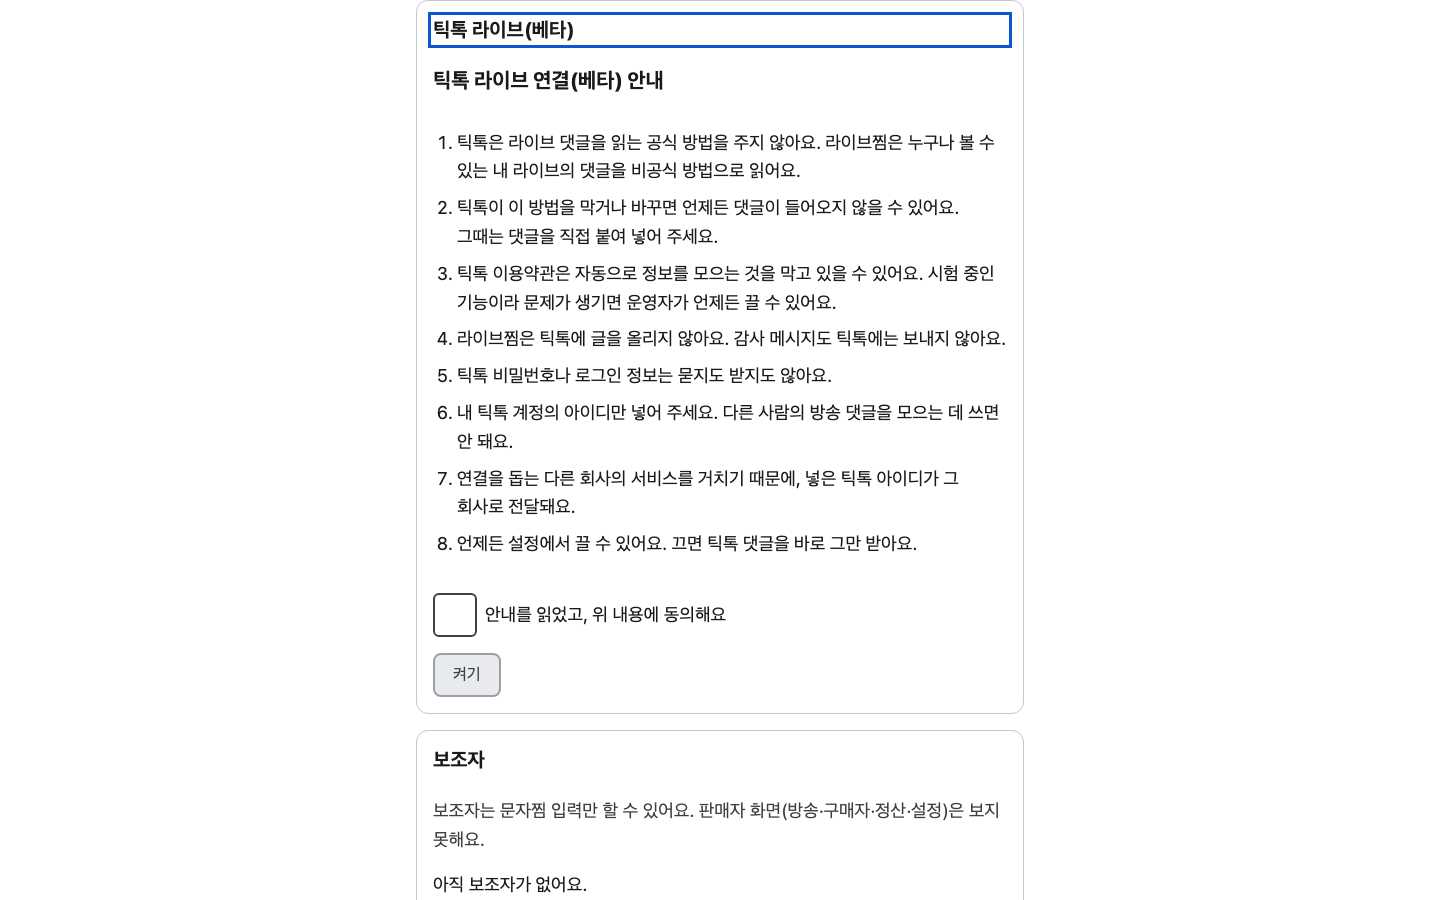 틱톡 라이브(베타)
틱톡 라이브 연결(베타) 안내
1. 틱톡은 라이브 댓글을 읽는 공식 방법을 주지 않아요. 라이브찜은 누구나 볼 수
있는 내 라이브의 댓글을 비공식 방법으로 읽어요.
2. 틱톡이 이 방법을 막거나 바꾸면 언제든 댓글이 들어오지 않을 수 있어요.
그때는 댓글을 직접 붙여 넣어 주세요.
3. 틱톡 이용약관은 자동으로 정보를 모으는 것을 막고 있을 수 있어요. 시험 중인
기능이라 문제가 생기면 운영자가 언제든 끌 수 있어요.
4. 라이브찜은 틱톡에 글을 올리지 않아요. 감사 메시지도 틱톡에는 보내지 않아요.
5. 틱톡 비밀번호나 로그인 정보는 묻지도 받지도 않아요.
6. 내 틱톡 계정의 아이디만 넣어 주세요. 다른 사람의 방송 댓글을 모으는 데 쓰면
안 돼요.
7. 연결을 돕는 다른 회사의 서비스를 거치기 때문에, 넣은 틱톡 아이디가 그
회사로 전달돼요.
8. 언제든 설정에서 끌 수 있어요. 끄면 틱톡 댓글을 바로 그만 받아요.
안내를 읽었고, 위 내용에 동의해요
켜기
보조자
보조자는 문자찜 입력만 할 수 있어요. 판매자 화면(방송·구매자·정산·설정)은 보지
못해요.
아직 보조자가 없어요.